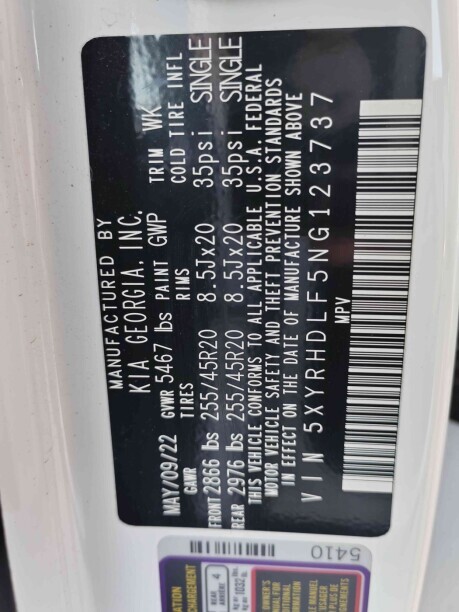 MANUFACTURED BY
KIA GEORGIA, INC.
MAY/09/22 GVWR 5467 lbs PAINT GWP TRIM WK
GAWR TIRES RIMS COLD TIRE INFL
FRONT 2866 lbs 255/45R20 8.5Jx20 35psi SINGLE
REAR 2976 lbs 255/45R20 8.5Jx20 35psi SINGLE
THIS VEHICLE CONFORMS TO ALL APPLICABLE U.S.A. FEDERAL
MOTOR VEHICLE SAFETY AND THEFT PREVENTION STANDARDS
IN EFFECT ON THE DATE OF MANUFACTURE SHOWN ABOVE
VIN 5XYRHDLF5NG123737
MPV
5410